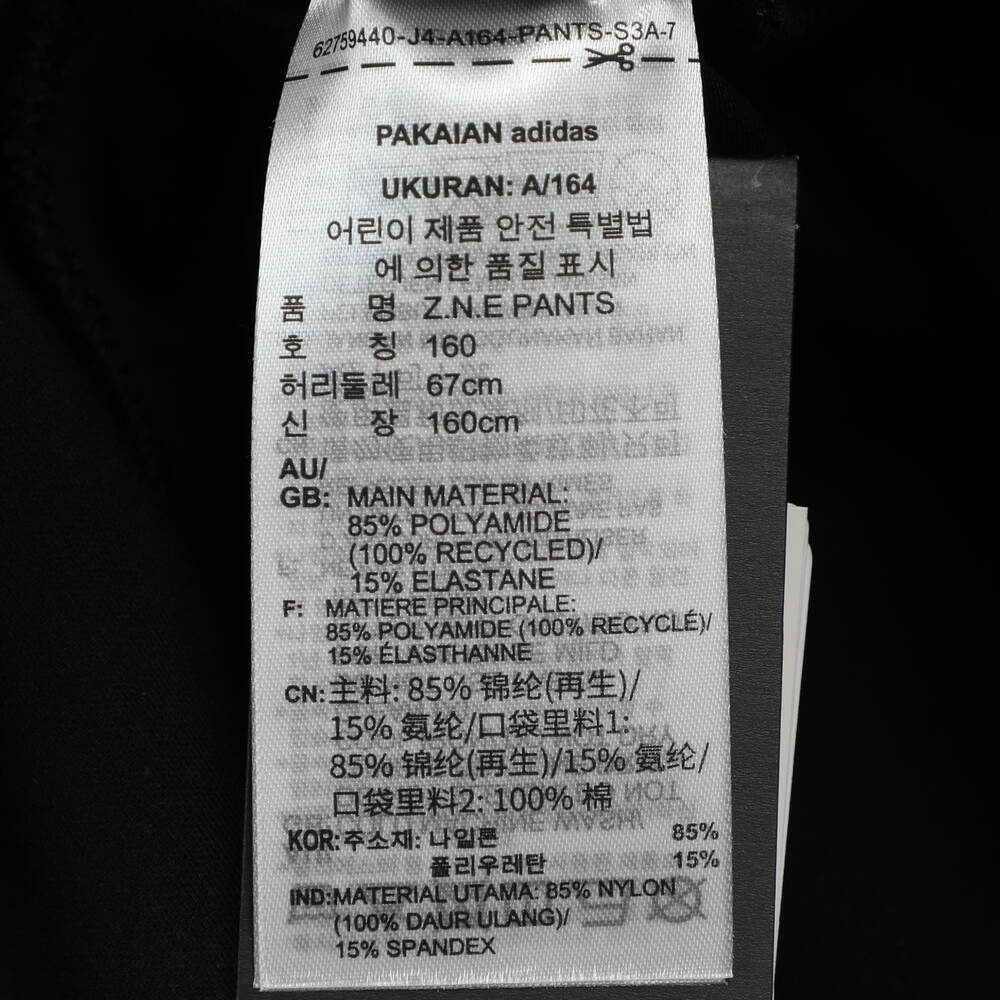 62759440-J4-A164-PANTS-S3A-7
PAKAIAN adidas
UKURAN: A/164
어린이 제품 안전 특별법
에 의한 품질 표시
품 명 Z.N.E PANTS
호 칭 160
허리둘레 67cm
신 장 160cm
AU/
GB: MAIN MATERIAL:
85% POLYAMIDE
(100% RECYCLED)/
15% ELASTANE
F: MATIERE PRINCIPALE:
85% POLYAMIDE (100% RECYCLÉ)/
15% ÉLASTHANNE
CN: 主料: 85% 锦纶(再生)/
15% 氨纶/口袋里料1:
85% 锦纶(再生)/15% 氨纶/
口袋里料2: 100% 棉
KOR: 주소재: 나일론 85%
폴리우레탄 15%
IND: MATERIAL UTAMA: 85% NYLON
(100% DAUR ULANG)/
15% SPANDEX